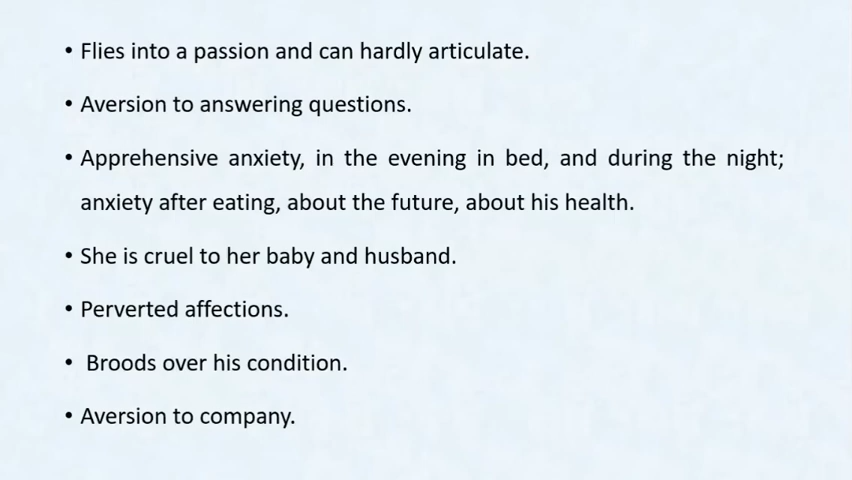 • Flies into a passion and can hardly articulate.
• Aversion to answering questions.
• Apprehensive anxiety, in the evening in bed, and during the night;
anxiety after eating, about the future, about his health.
• She is cruel to her baby and husband.
• Perverted affections.
• Broods over his condition.
• Aversion to company.